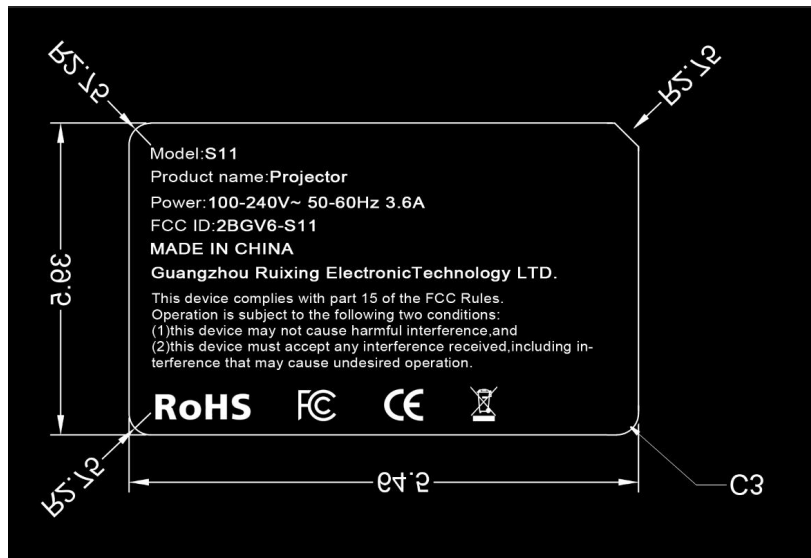 R2.75
R2.75
Model:S11
Product name:Projector
Power:100-240V~ 50-60Hz 3.6A
FCC ID:2BGV6-S11
MADE IN CHINA
Guangzhou Ruixing ElectronicTechnology LTD.
39.5
This device complies with part 15 of the FCC Rules.
Operation is subject to the following two conditions:
(1)this device may not cause harmful interference,and
(2)this device must accept any interference received,including in-
terference that may cause undesired operation.
RoHS FC CE
R2.75
64.5
C3